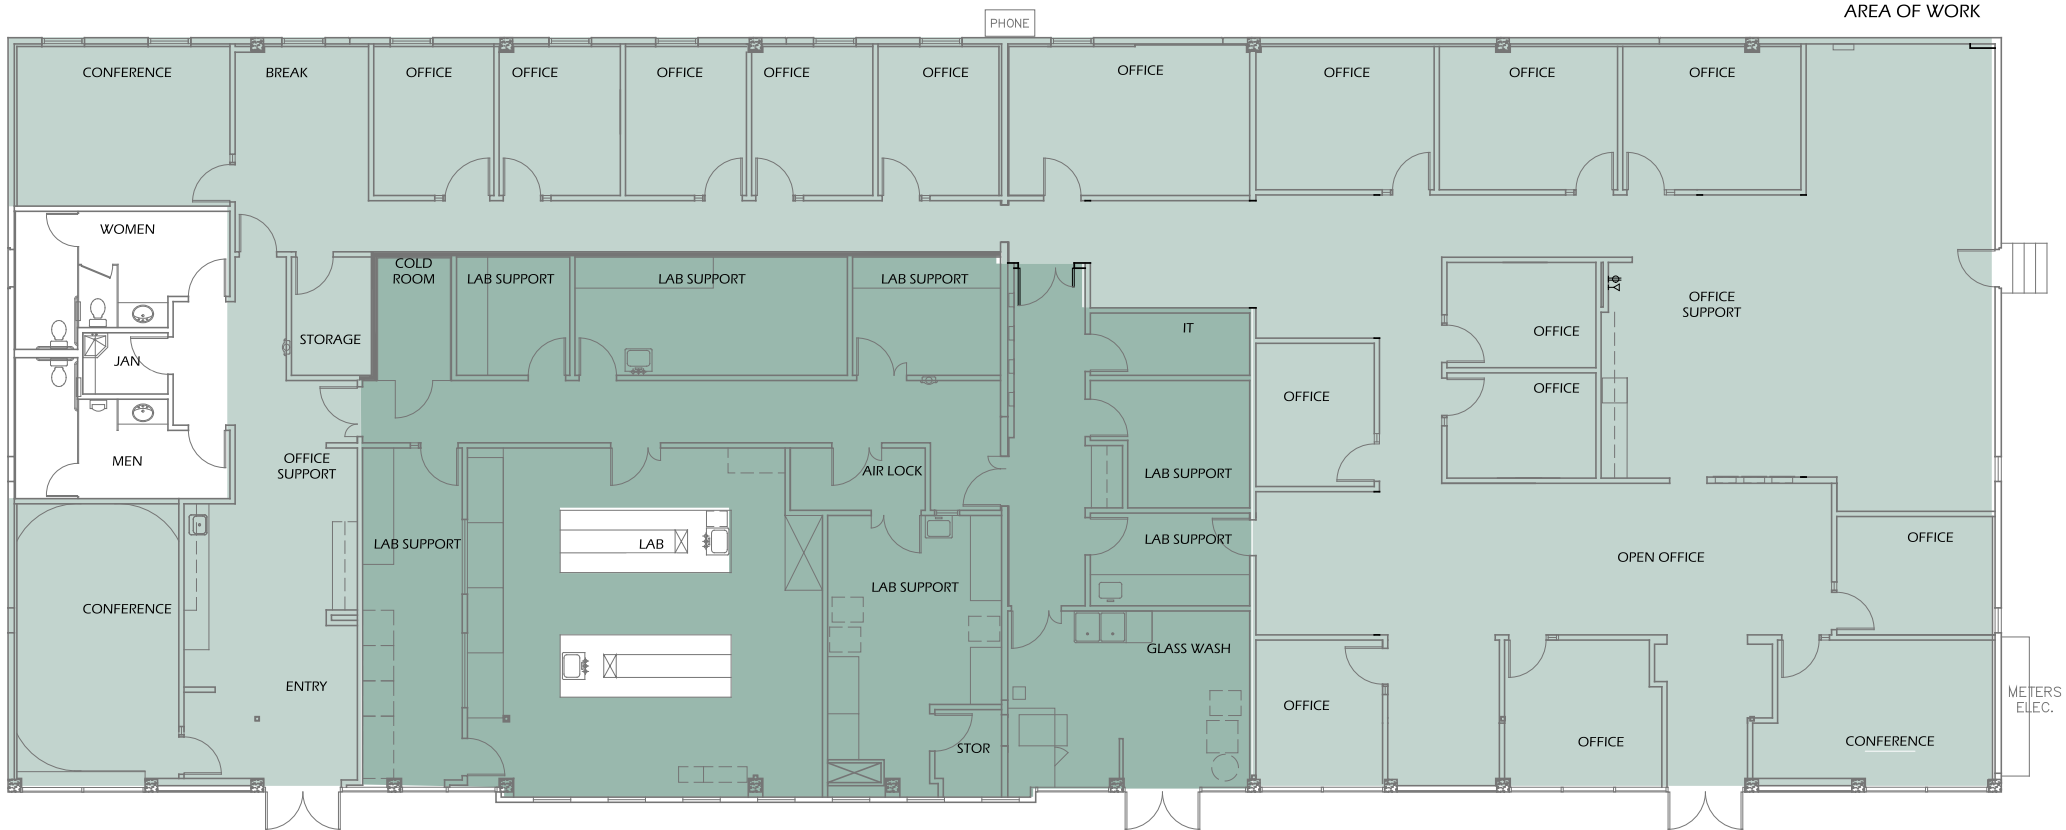 AREA OF WORK
PHONE
CONFERENCE
BREAK
OFFICE
OFFICE
OFFICE
OFFICE
OFFICE
OFFICE
OFFICE
OFFICE
OFFICE
WOMEN
COLD
ROOM
LAB SUPPORT
LAB SUPPORT
LAB SUPPORT
OFFICE
SUPPORT
STORAGE
IT
OFFICE
JAN
OFFICE
OFFICE
MEN
OFFICE
SUPPORT
AIR LOCK
LAB SUPPORT
LAB SUPPORT
LAB
LAB SUPPORT
OFFICE
OPEN OFFICE
LAB SUPPORT
CONFERENCE
GLASS WASH
ENTRY
OFFICE
METERS
ELEC.
STOR
OFFICE
CONFERENCE